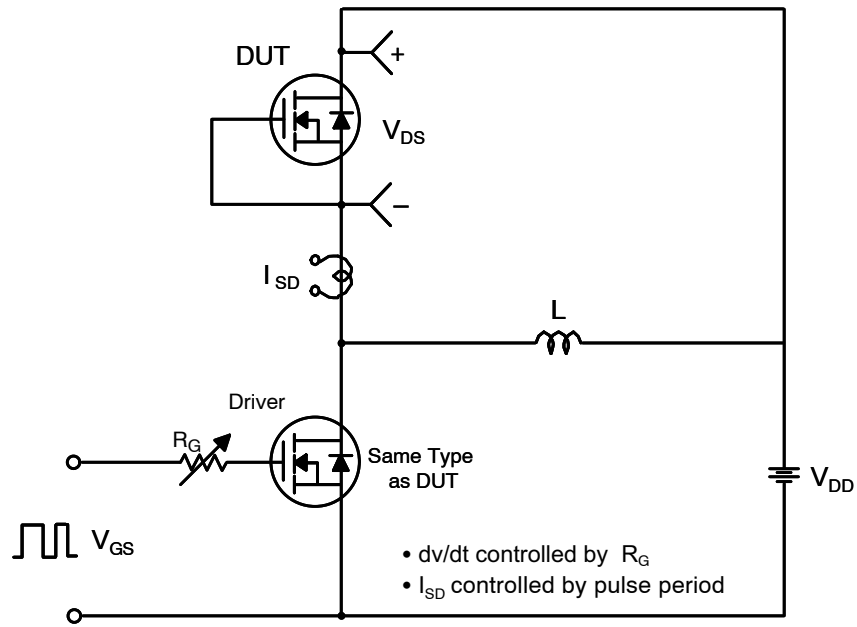 DUT
+
V_DS
–
I_SD
L
Driver
R_G
Same Type
as DUT
V_DD
V_GS
• dv/dt controlled by R_G
• I_SD controlled by pulse period